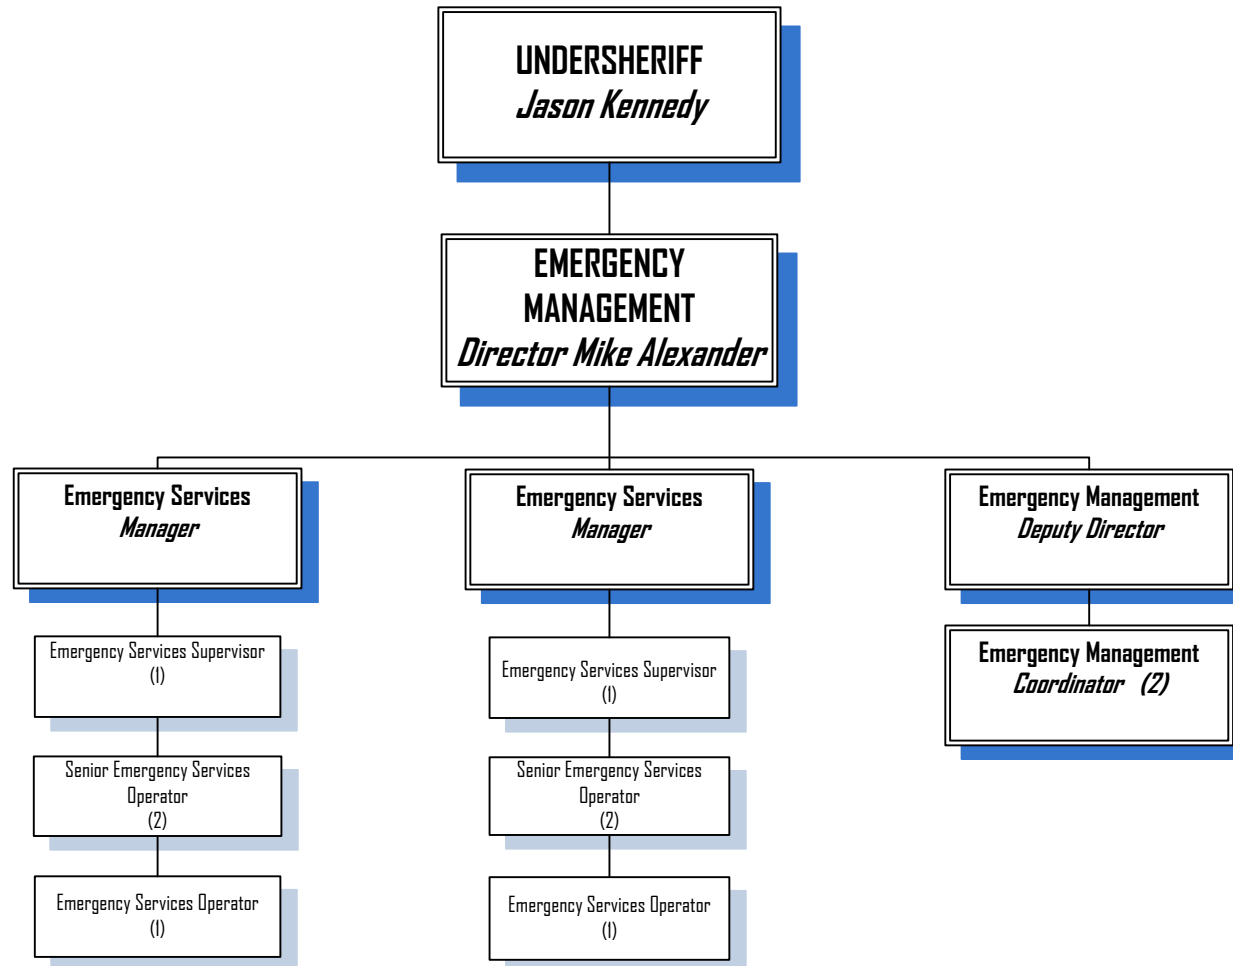 UNDERSHERIFF
Jason Kennedy
EMERGENCY
MANAGEMENT
Director Mike Alexander
Emergency Services
Manager
Emergency Services
Manager
Emergency Management
Deputy Director
Emergency Services Supervisor
(1)
Emergency Services Supervisor
(1)
Emergency Management
Coordinator (2)
Senior Emergency Services
Operator
(2)
Senior Emergency Services
Operator
(2)
Emergency Services Operator
(1)
Emergency Services Operator
(1)